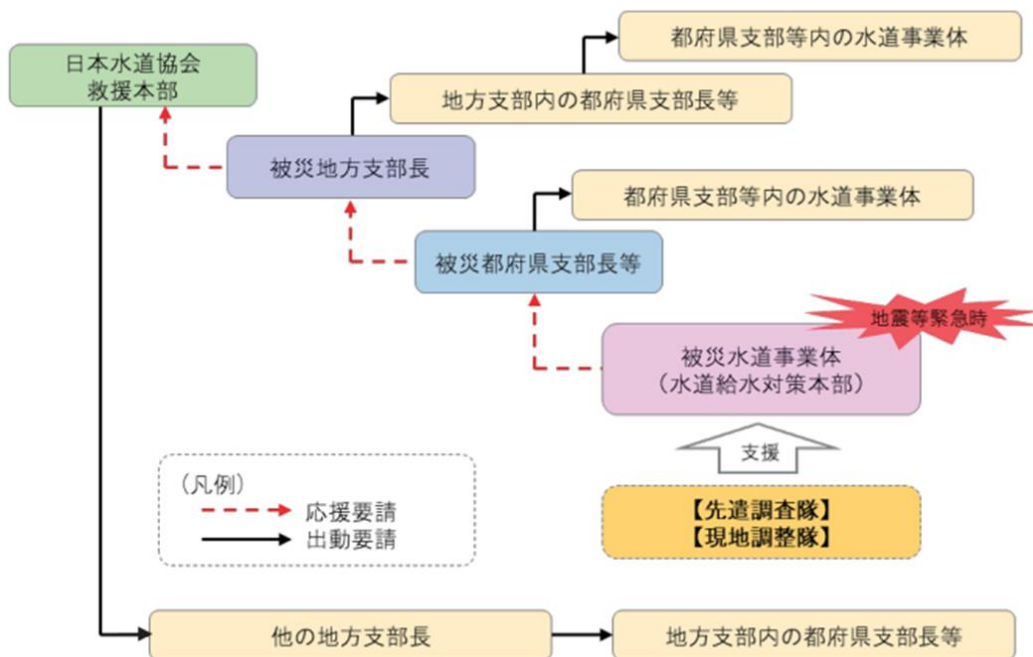 都府県支部等内の水道事業体
日本水道協会
救援本部
地方支部内の都府県支部長等
被災地方支部長
都府県支部等内の水道事業体
被災都府県支部長等
地震等緊急時
被災水道事業体
（水道給水対策本部）
支援
（凡例）
応援要請
出動要請
【先遣調査隊】
【現地調整隊】
他の地方支部長
地方支部内の都府県支部長等